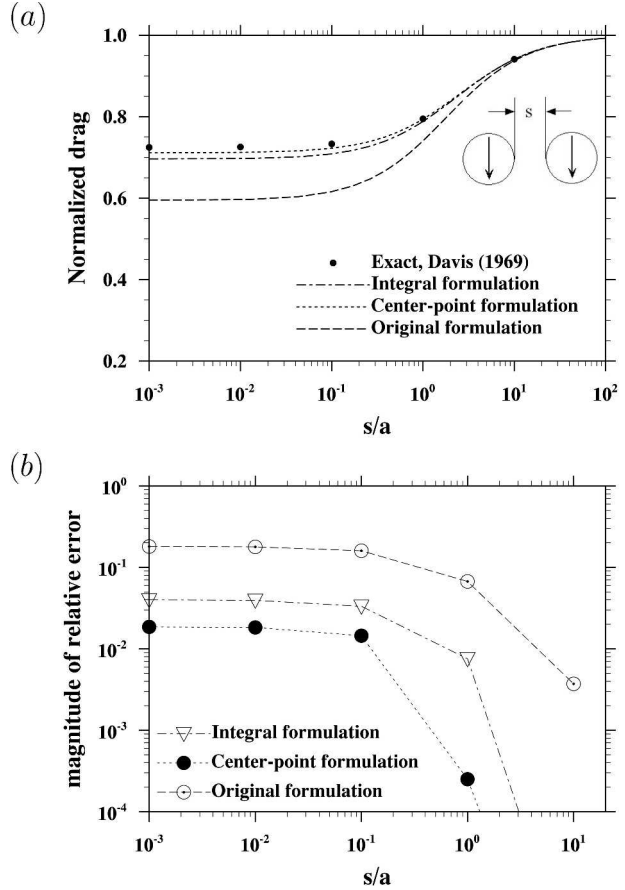 (a)
Normalized drag
1.0
0.8
0.6
0.4
0.2
s
Exact, Davis (1969)
Integral formulation
Center-point formulation
Original formulation
10⁻³ 10⁻² 10⁻¹ 10⁰ 10¹ 10²
s/a
(b)
magnitude of relative error
10⁰
10⁻¹
10⁻²
10⁻³
10⁻⁴
Integral formulation
Center-point formulation
Original formulation
10⁻³ 10⁻² 10⁻¹ 10⁰ 10¹
s/a